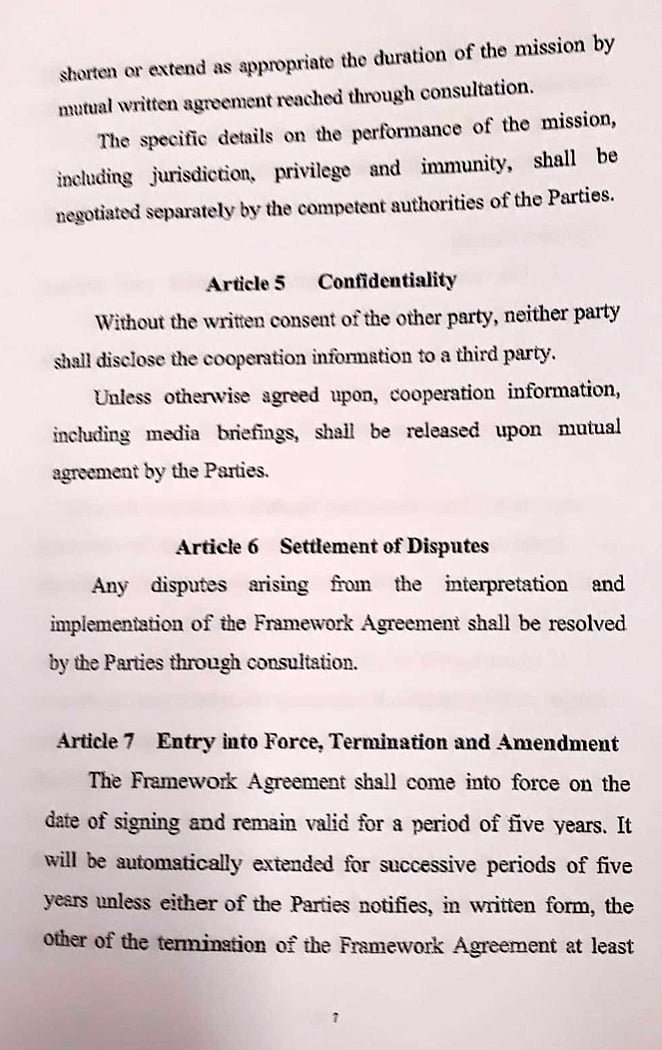 shorten or extend as appropriate the duration of the mission by
mutual written agreement reached through consultation.
The specific details on the performance of the mission,
including jurisdiction, privilege and immunity, shall be
negotiated separately by the competent authorities of the Parties.
Article 5 Confidentiality
Without the written consent of the other party, neither party
shall disclose the cooperation information to a third party.
Unless otherwise agreed upon, cooperation information,
including media briefings, shall be released upon mutual
agreement by the Parties.
Article 6 Settlement of Disputes
Any disputes arising from the interpretation and
implementation of the Framework Agreement shall be resolved
by the Parties through consultation.
Article 7 Entry into Force, Termination and Amendment
The Framework Agreement shall come into force on the
date of signing and remain valid for a period of five years. It
will be automatically extended for successive periods of five
years unless either of the Parties notifies, in written form, the
other of the termination of the Framework Agreement at least